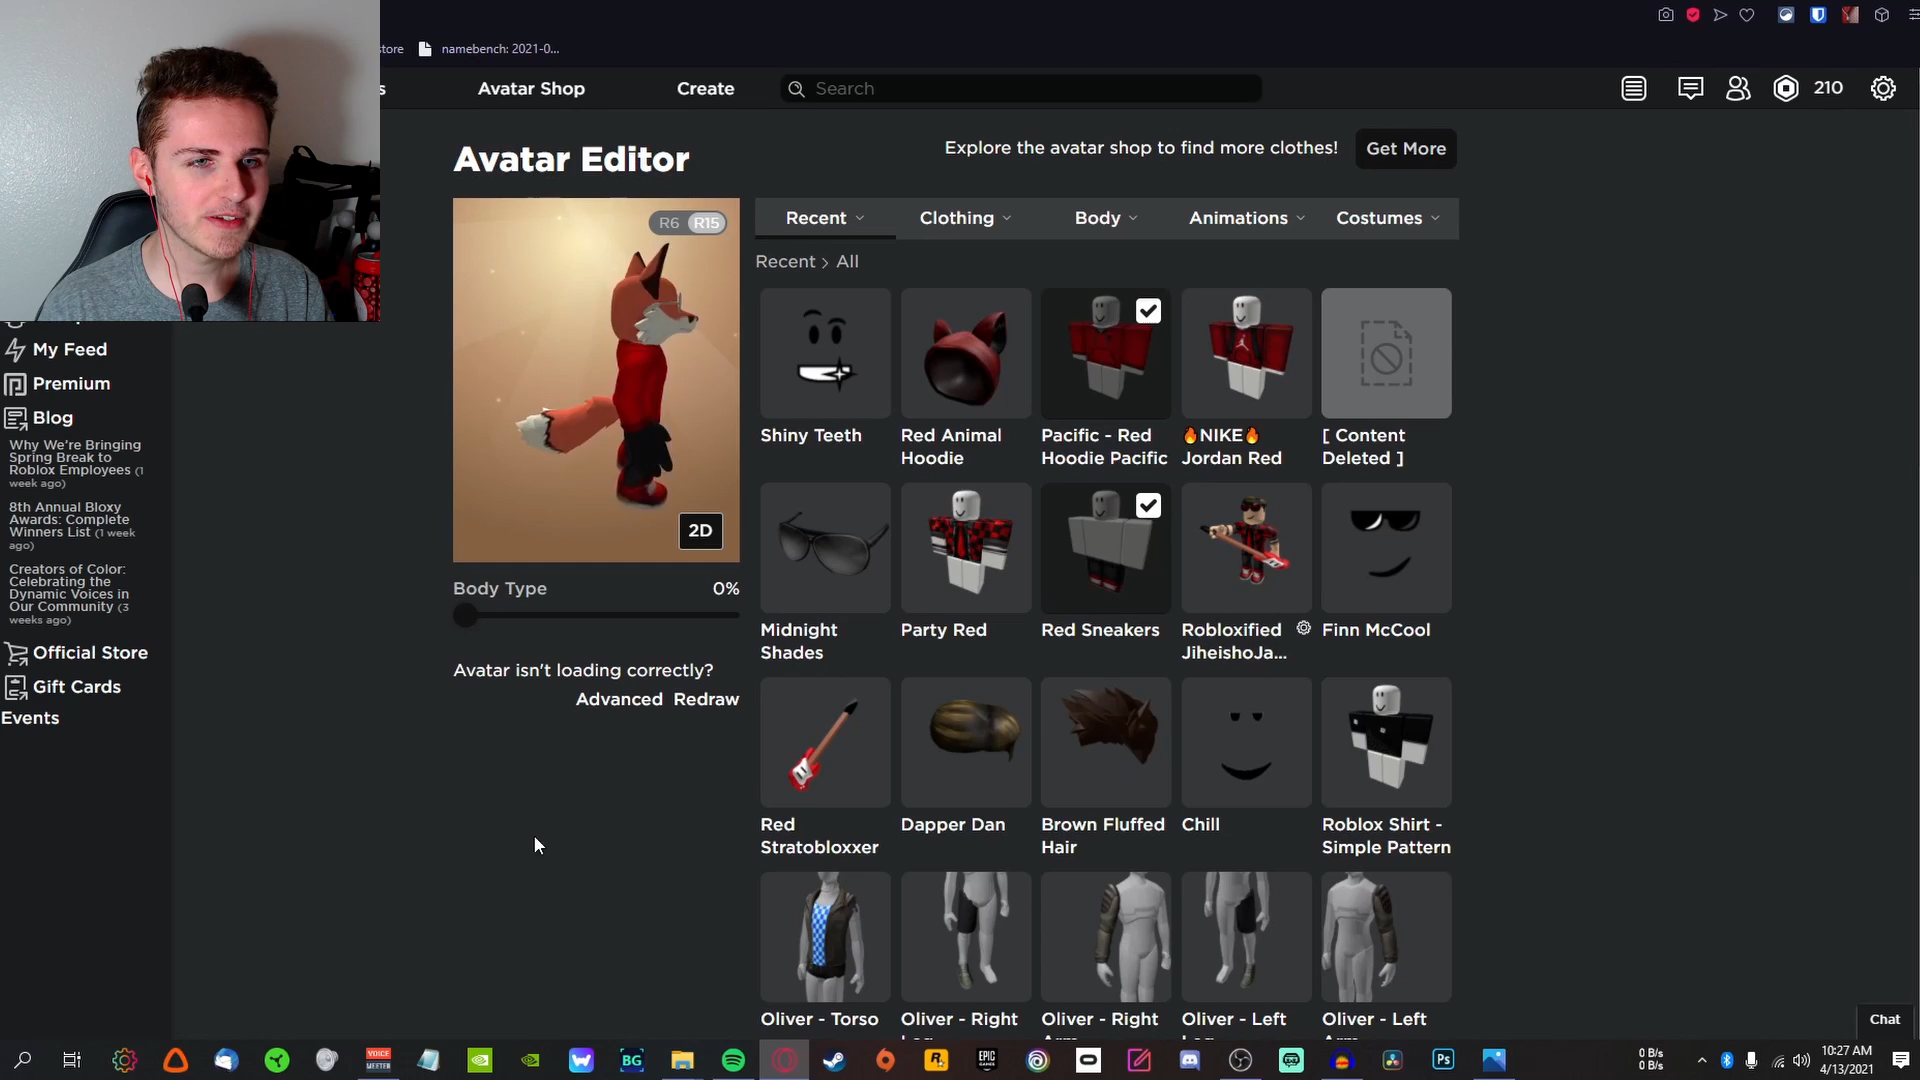 store
namebench: 2021-0...
s
Avatar Shop
Create
Search
210
Avatar Editor
Explore the avatar shop to find more clothes!
Get More
R6
R15
Recent
Clothing
Body
Animations
Costumes
Recent > All
Shiny Teeth
Red Animal
Hoodie
Pacific - Red
Hoodie Pacific
🔥NIKE🔥
Jordan Red
[ Content
Deleted ]
My Feed
Premium
Blog
Why We're Bringing
Spring Break to
Roblox Employees (1
week ago)
8th Annual Bloxy
Awards: Complete
Winners List (1 week
ago)
Creators of Color:
Celebrating the
Dynamic Voices in
Our Community (3
weeks ago)
Official Store
Gift Cards
Events
2D
Body Type
0%
Avatar isn't loading correctly?
Advanced
Redraw
Midnight
Shades
Party Red
Red Sneakers
Robloxified
JiheishoJa...
Finn McCool
Red
Stratobloxxer
Dapper Dan
Brown Fluffed
Hair
Chill
Roblox Shirt -
Simple Pattern
Oliver - Torso
Oliver - Right
Oliver - Right
Oliver - Left
Oliver - Left
Chat
VOICE
MEETER
BG
R
EPIC
GAMES
Ps
0 B/s
0 B/s
10:27 AM
4/13/2021